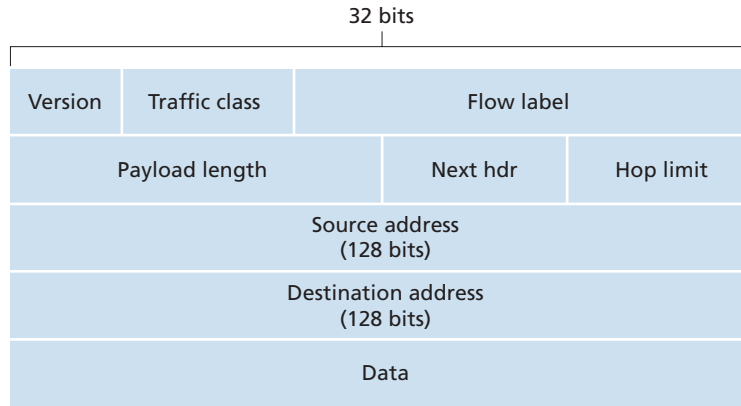 32 bits
Version Traffic class Flow label
Payload length Next hdr Hop limit
Source address
(128 bits)
Destination address
(128 bits)
Data